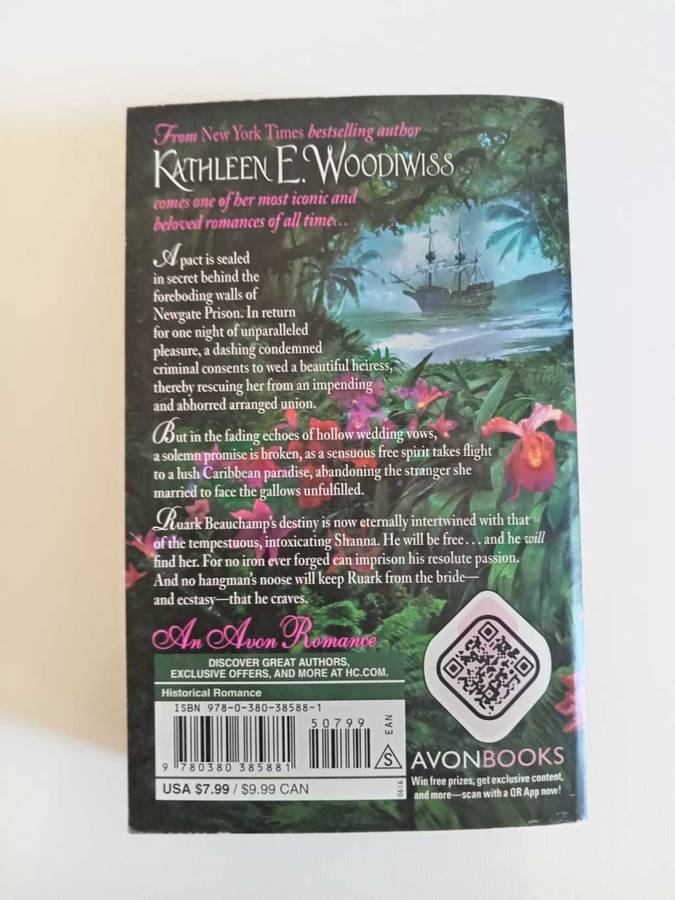 From New York Times bestselling author
KATHLEEN E. WOODIWISS
comes one of her most iconic and
beloved romances of all time...
A pact is sealed
in secret behind the
foreboding walls of
Newgate Prison. In return
for one night of unparalleled
pleasure, a dashing condemned
criminal consents to wed a beautiful heiress,
thereby rescuing her from an impending
and abhorred arranged union.
But in the fading echoes of hollow wedding vows,
a solemn promise is broken, as a sensuous free spirit takes flight
to a lush Caribbean paradise, abandoning the stranger she
married to face the gallows unfulfilled.
Ruark Beauchamp's destiny is now eternally intertwined with that
of the tempestuous, intoxicating Shanna. He will be free... and he will
find her. For no iron ever forged can imprison his resolute passion.
And no hangman's noose will keep Ruark from the bride—
and ecstasy—that he craves.
An Avon Romance
DISCOVER GREAT AUTHORS,
EXCLUSIVE OFFERS, AND MORE AT HC.COM.
Historical Romance
ISBN 978-0-380-38588-1
50799
EAN
9 780380 385881
S
USA $7.99 / $9.99 CAN
0616
AVONBOOKS
Win free prizes, get exclusive content,
and more—scan with a QR App now!